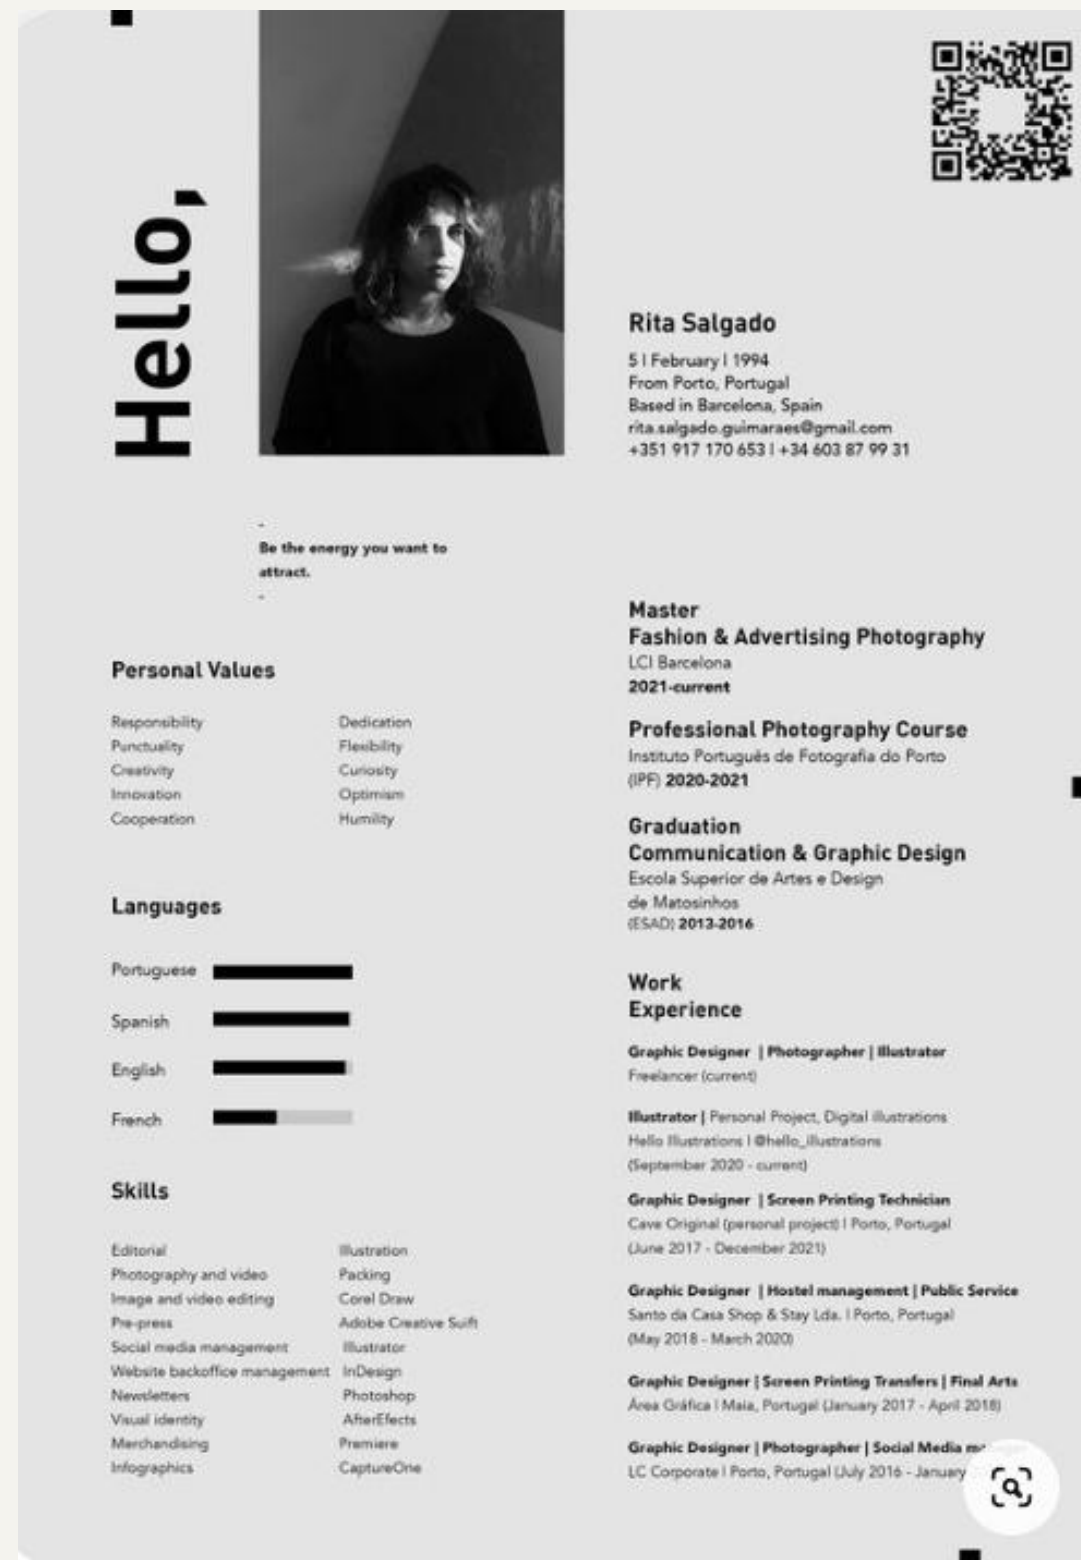 Hello,
Rita Salgado
5 | February | 1994
From Porto, Portugal
Based in Barcelona, Spain
rita.salgado.guimaraes@gmail.com
+351 917 170 653 | +34 603 87 99 31
-
Be the energy you want to
attract.
-
Personal Values
Responsibility
Punctuality
Creativity
Innovation
Cooperation
Dedication
Flexibility
Curiosity
Optimism
Humility
Languages
Portuguese
Spanish
English
French
Skills
Editorial
Photography and video
Image and video editing
Pre-press
Social media management
Website backoffice management
Newsletters
Visual identity
Merchandising
Infographics
Illustration
Packing
Corel Draw
Adobe Creative Suift
Illustrator
InDesign
Photoshop
AfterEfects
Premiere
CaptureOne
Master
Fashion & Advertising Photography
LCI Barcelona
2021-current
Professional Photography Course
Instituto Português de Fotografia do Porto
(IPF) 2020-2021
Graduation
Communication & Graphic Design
Escola Superior de Artes e Design
de Matosinhos
(ESAD) 2013-2016
Work
Experience
Graphic Designer | Photographer | Illustrator
Freelancer (current)
Illustrator | Personal Project, Digital illustrations
Hello Illustrations | @hello_illustrations
(September 2020 - current)
Graphic Designer | Screen Printing Technician
Cave Original (personal project) | Porto, Portugal
(June 2017 - December 2021)
Graphic Designer | Hostel management | Public Service
Santo da Casa Shop & Stay Lda. | Porto, Portugal
(May 2018 - March 2020)
Graphic Designer | Screen Printing Transfers | Final Arts
Área Gráfica | Maia, Portugal (January 2017 - April 2018)
Graphic Designer | Photographer | Social Media
LC Corporate | Porto, Portugal (July 2016 - January